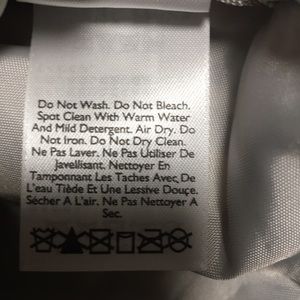 Do Not Wash. Do Not Bleach.
Spot Clean With Warm Water
And Mild Detergent. Air Dry. Do
Not Iron. Do Not Dry Clean.
Ne Pas Laver. Ne Pas Utiliser De
Javellisant. Nettoyer En
Tamponnant Les Taches Avec De
L'eau Tiède Et Une Lessive Douce.
Sécher A L'air. Ne Pas Nettoyer A
Sec.